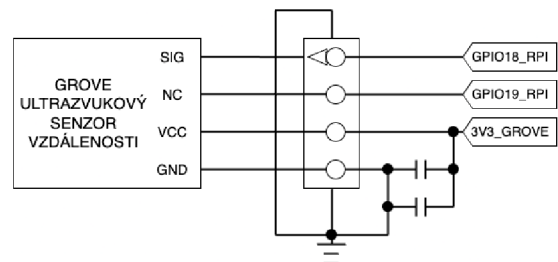 SIG
GPIO18_RPI
GROVE
ULTRAZVUKOVÝ
SENZOR
VZDÁLENOSTI
NC
GPIO19_RPI
VCC
3V3_GROVE
GND